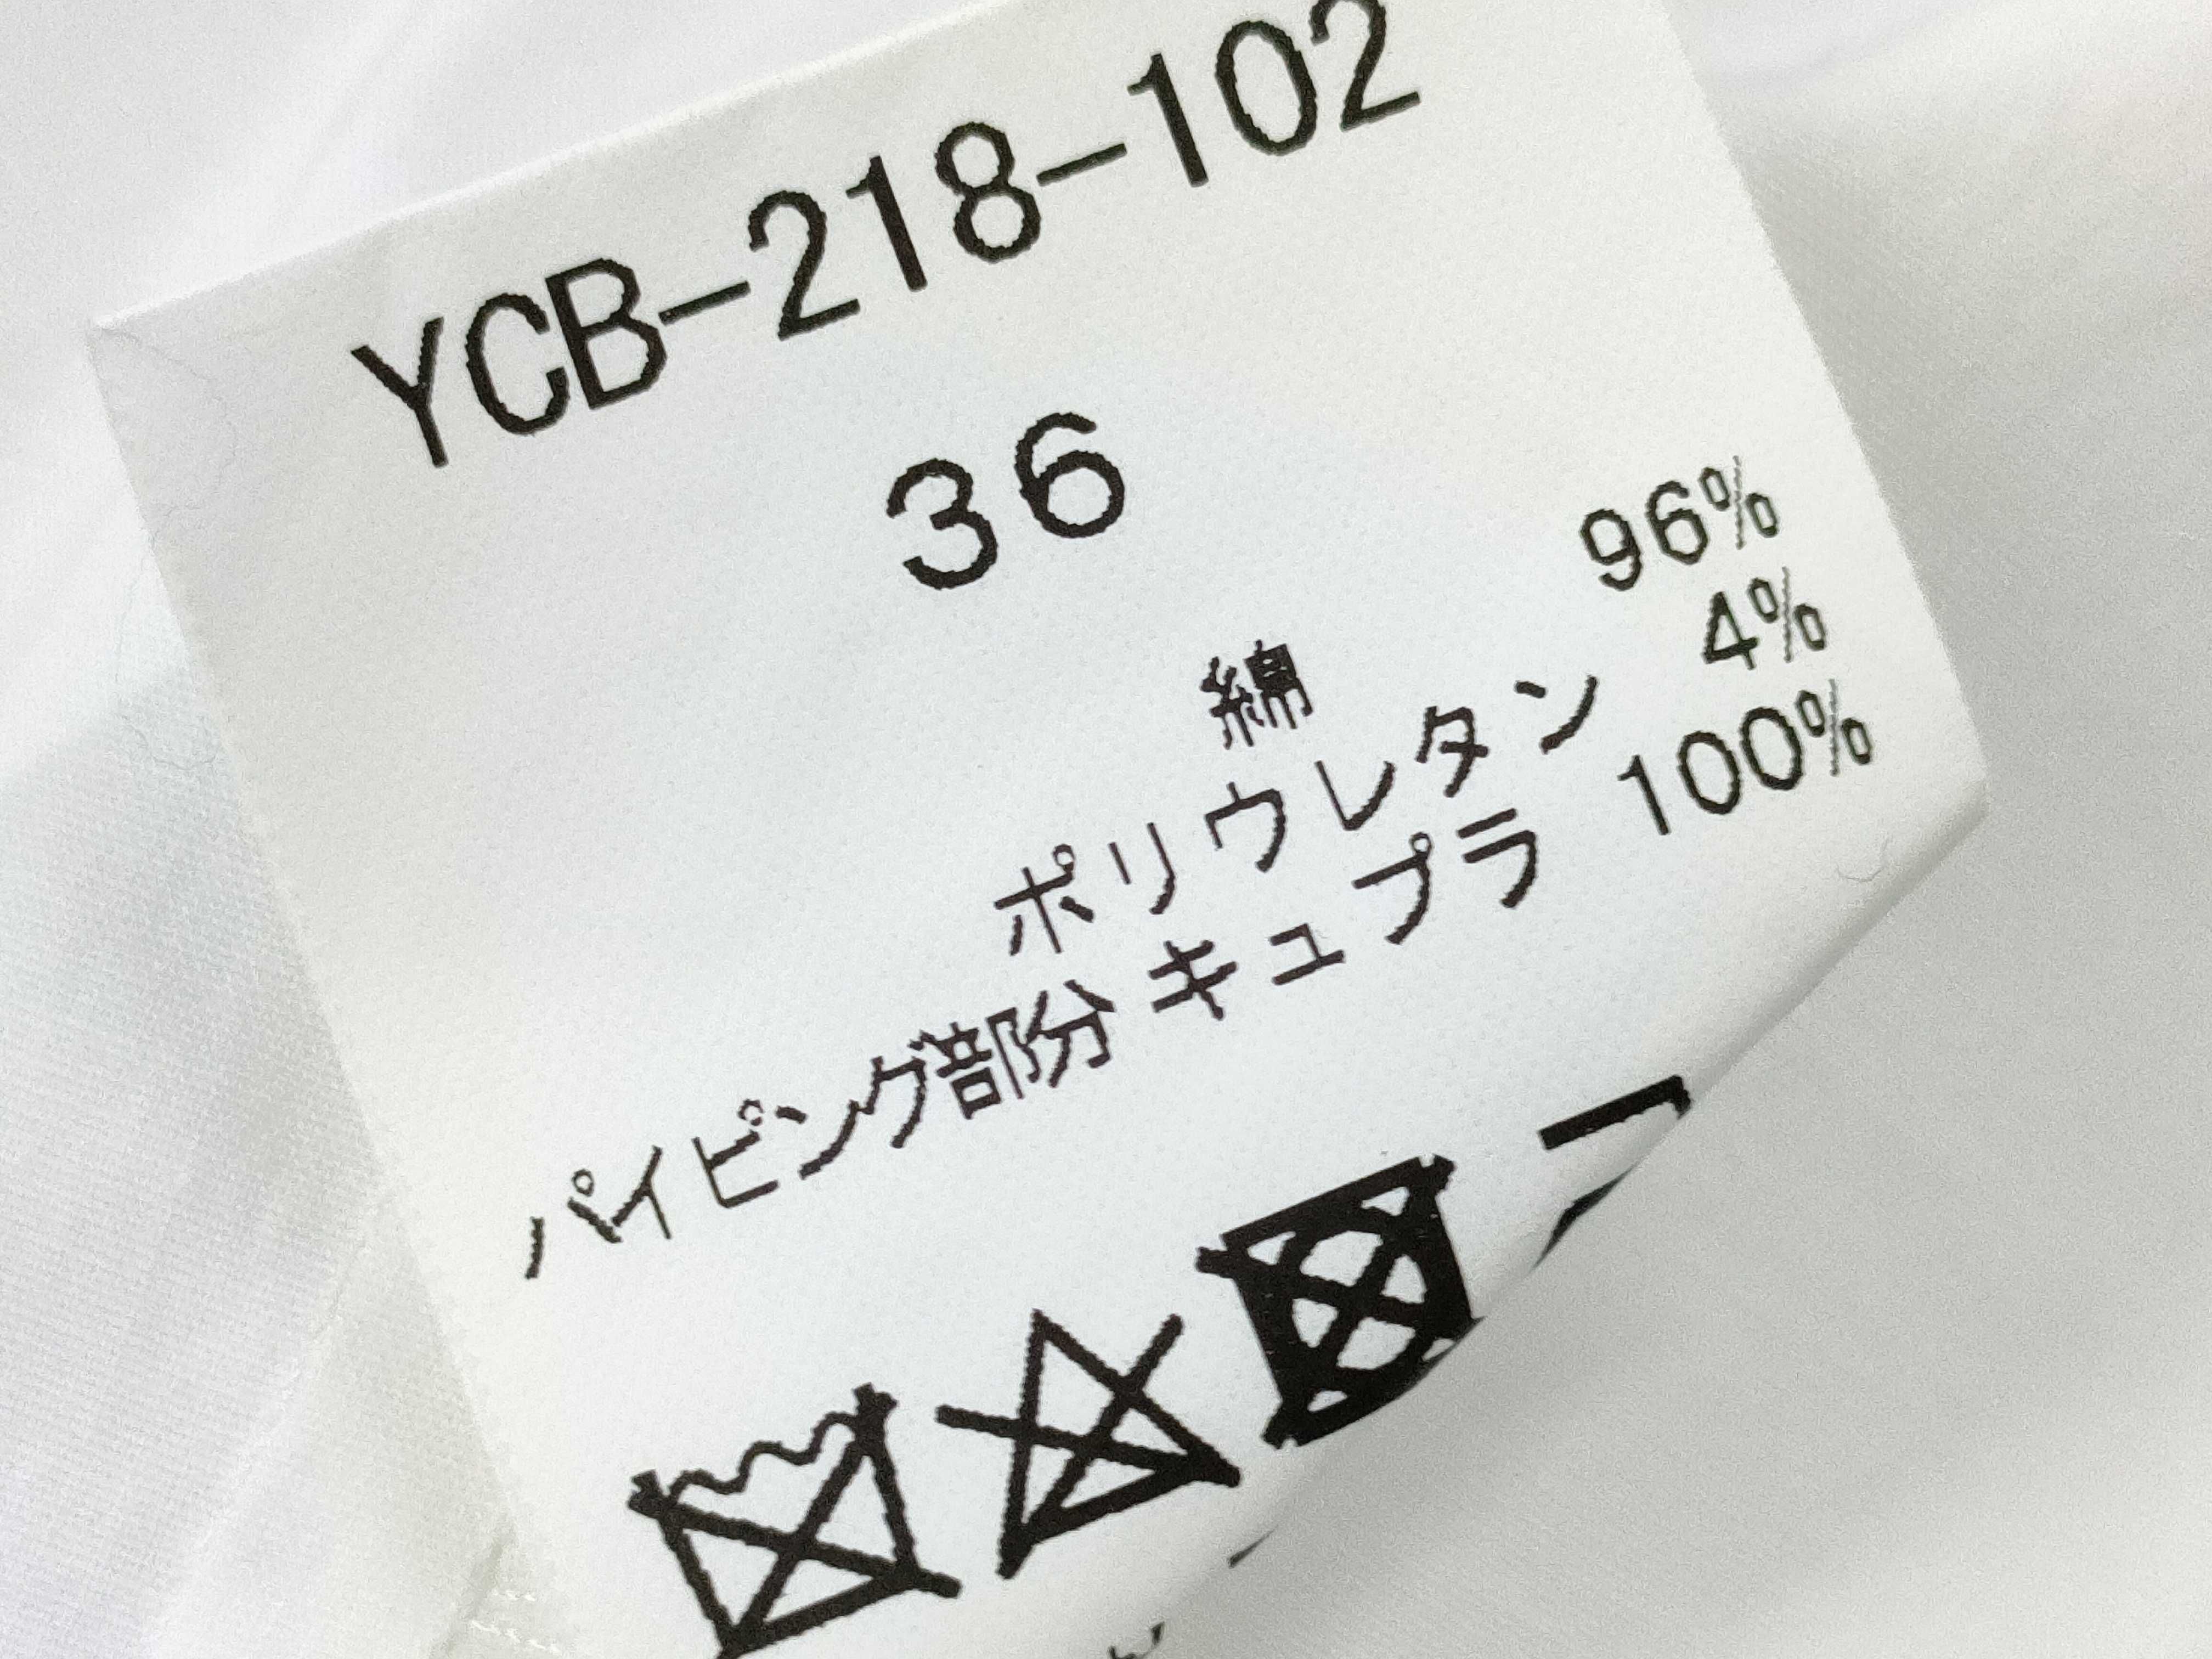 YCB-218-102
36
綿 96%
ポリウレタン 4%
パイピング部分 キュプラ 100%